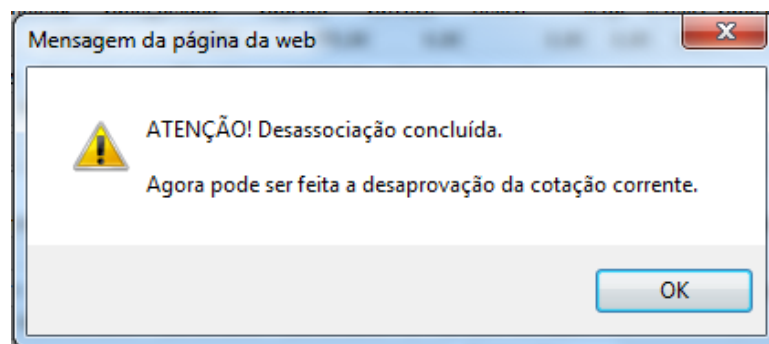 Mensagem da página da web
ATENÇÃO! Desassociação concluída.
Agora pode ser feita a desaprovação da cotação corrente.
OK